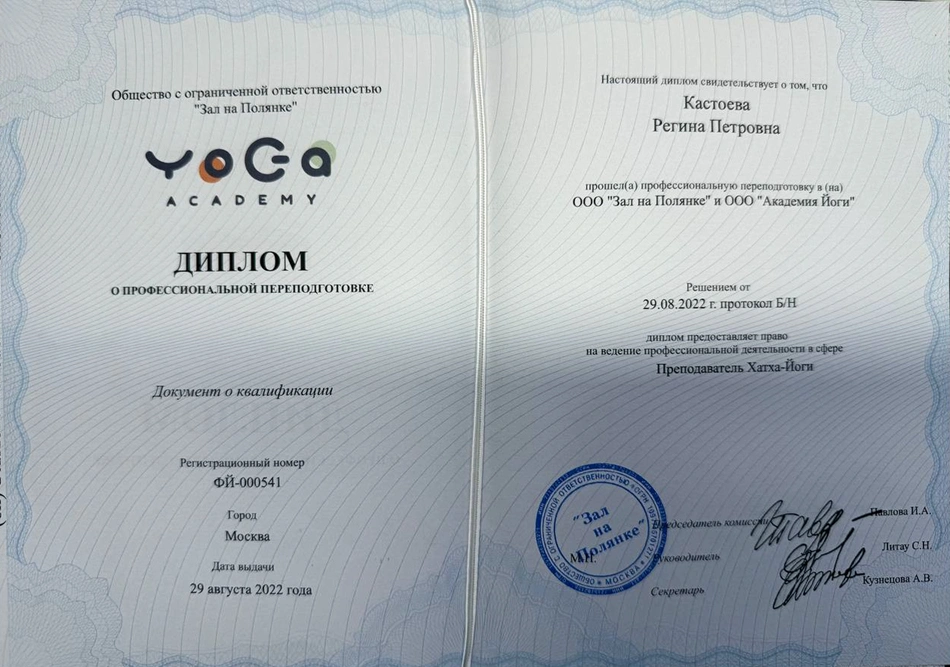 Общество с ограниченной ответственностью
"Зал на Полянке"
YOGA
ACADEMY
ДИПЛОМ
О ПРОФЕССИОНАЛЬНОЙ ПЕРЕПОДГОТОВКЕ
Документ о квалификации
Регистрационный номер
ФЙ-000541
Город
Москва
Дата выдачи
29 августа 2022 года
Настоящий диплом свидетельствует о том, что
Кастоева
Регина Петровна
прошел(а) профессиональную переподготовку в (на)
ООО "Зал на Полянке" и ООО "Академия Йоги"
Решением от
29.08.2022 г. протокол Б/Н
диплом предоставляет право
на ведение профессиональной деятельности в сфере
Преподаватель Хатха-Йоги
Председатель комиссии Павлова И.А.
Руководитель Литау С.Н.
Секретарь Кузнецова А.В.
М.П.
"Зал
на
Полянке"
ОБЩЕСТВО С ОГРАНИЧЕННОЙ ОТВЕТСТВЕННОСТЬЮ
МОСКВА